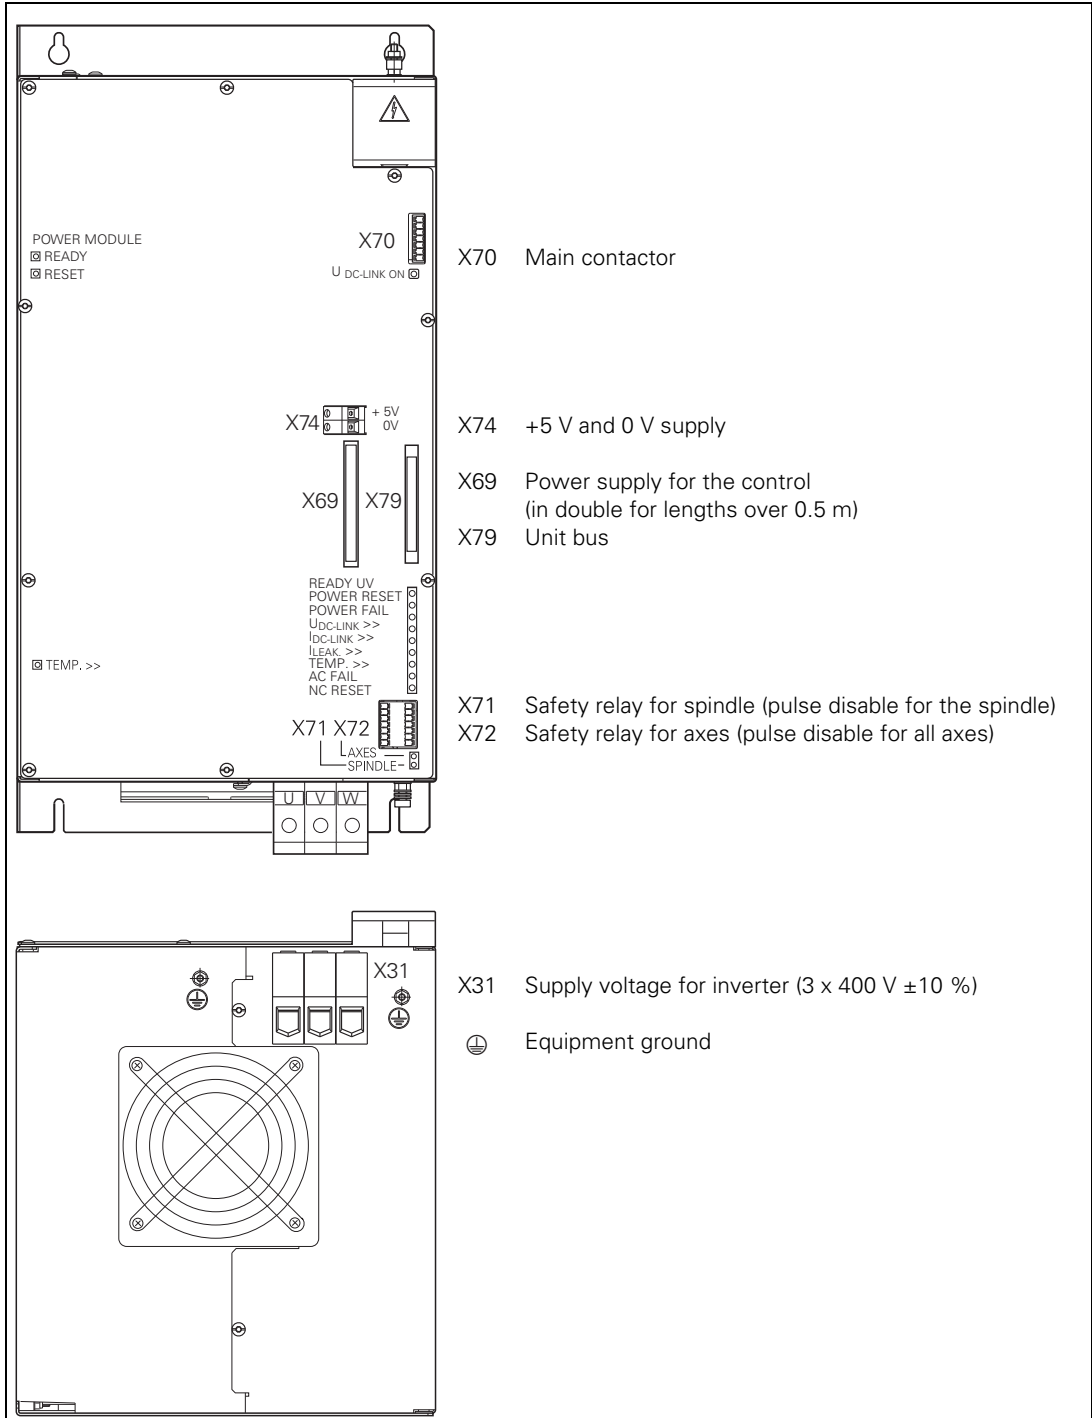 POWER MODULE
READY
RESET
X70
U DC-LINK ON
X70 Main contactor
X74
+ 5V
0V
X74 +5 V and 0 V supply
X69 X79
X69 Power supply for the control
(in double for lengths over 0.5 m)
X79 Unit bus
READY UV
POWER RESET
POWER FAIL
UDC-LINK >>
IDC-LINK >>
ILEAK. >>
TEMP. >>
AC FAIL
NC RESET
TEMP. >>
X71 X72
AXES
SPINDLE
X71 Safety relay for spindle (pulse disable for the spindle)
X72 Safety relay for axes (pulse disable for all axes)
U V W
X31
X31 Supply voltage for inverter (3 x 400 V ±10 %)
Equipment ground